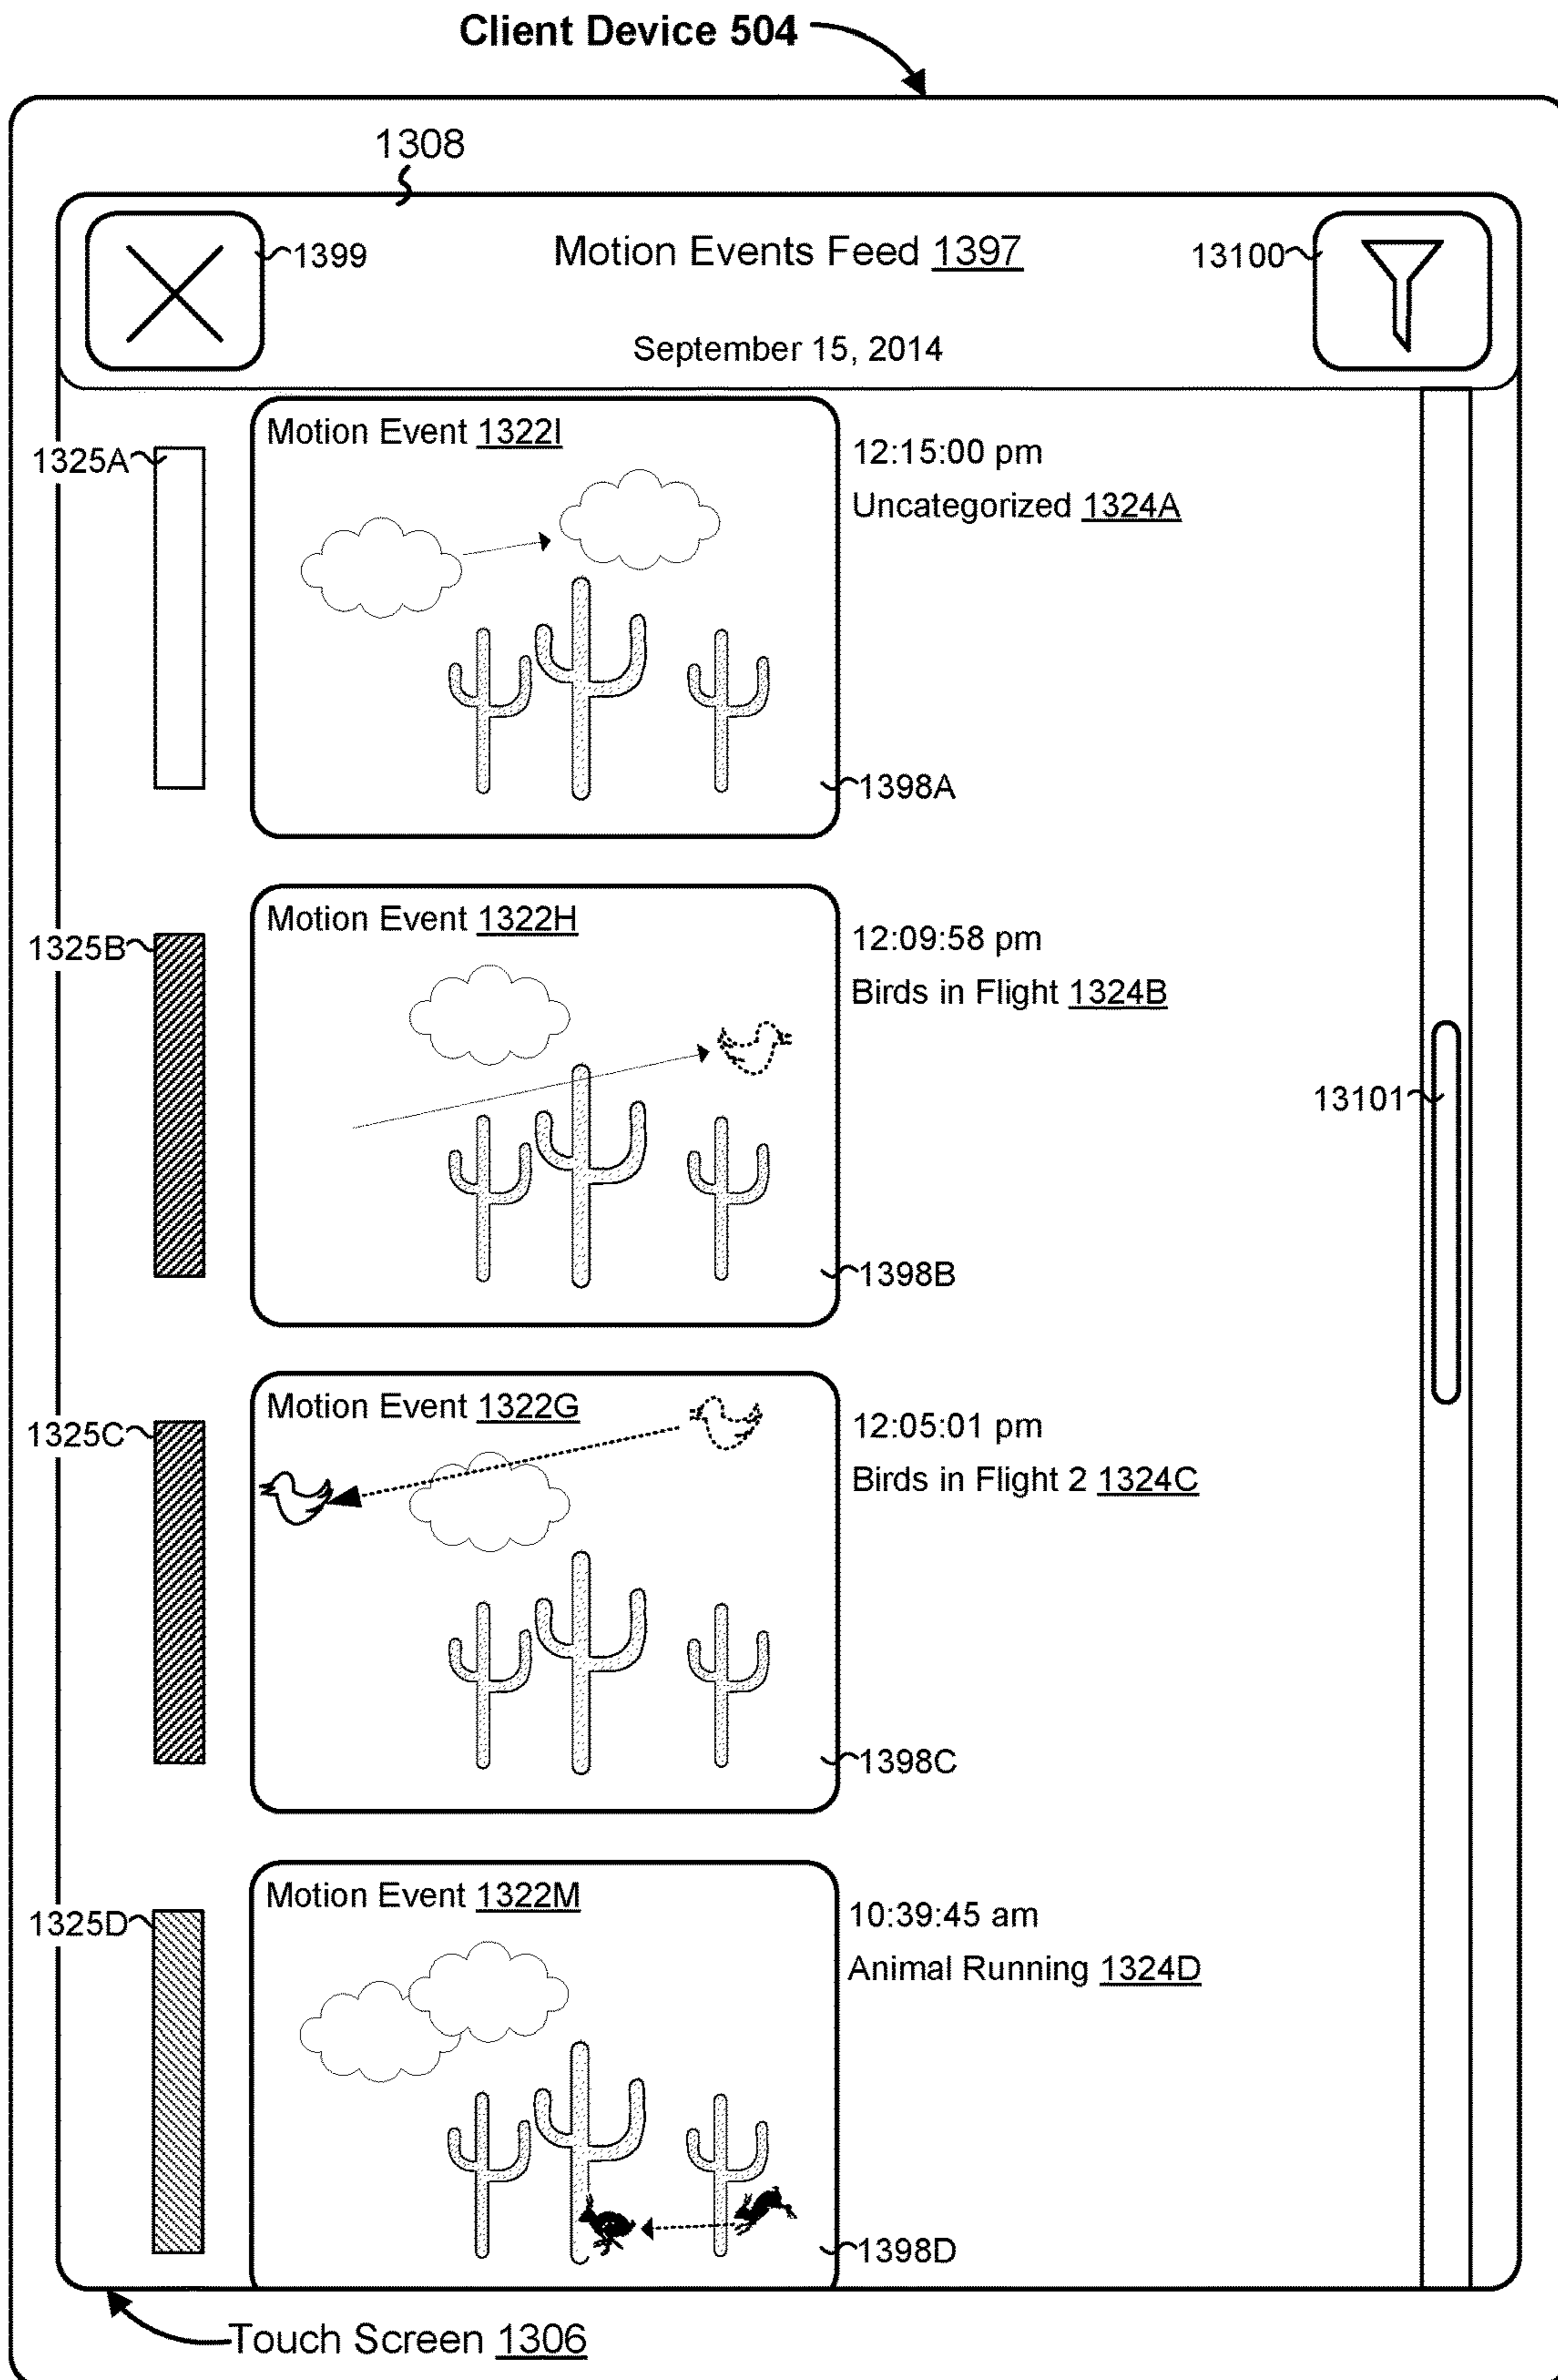 Client Device 504
1308
1399
Motion Events Feed 1397
13100
September 15, 2014
Motion Event 1322I
1325A
12:15:00 pm
Uncategorized 1324A
1398A
Motion Event 1322H
1325B
12:09:58 pm
Birds in Flight 1324B
13101
1398B
Motion Event 1322G
1325C
12:05:01 pm
Birds in Flight 2 1324C
1398C
Motion Event 1322M
1325D
10:39:45 am
Animal Running 1324D
1398D
Touch Screen 1306